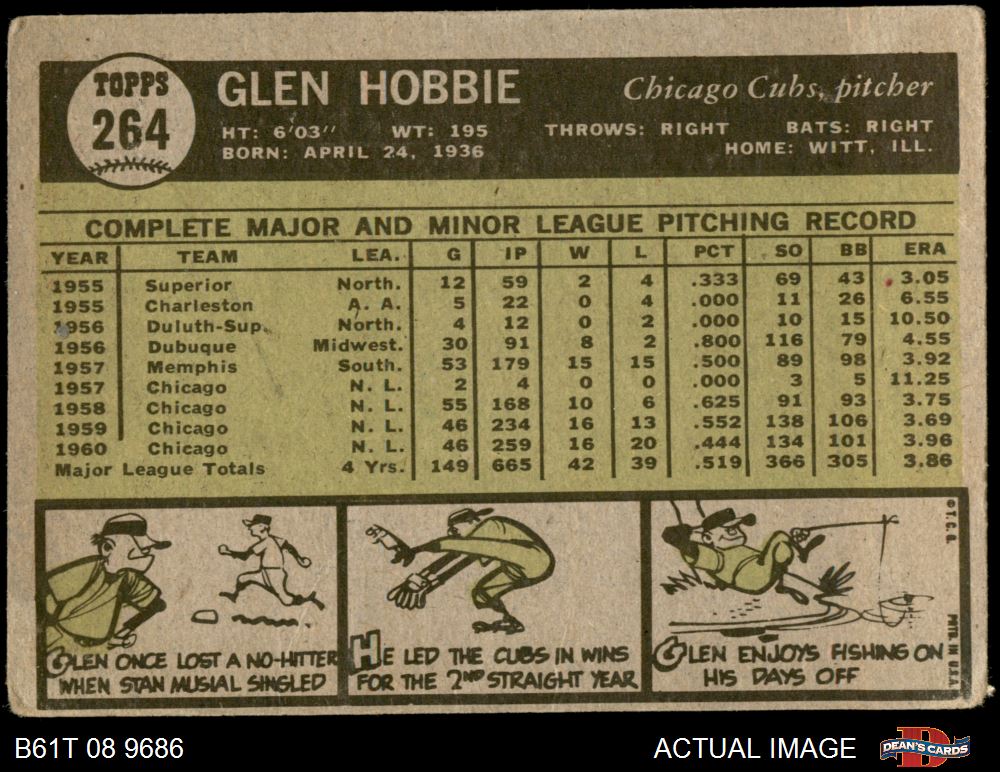 TOPPS
264
GLEN HOBBIE
Chicago Cubs, pitcher
HT: 6'03" WT: 195 THROWS: RIGHT BATS: RIGHT
BORN: APRIL 24, 1936 HOME: WITT, ILL.
COMPLETE MAJOR AND MINOR LEAGUE PITCHING RECORD
YEAR TEAM LEA. G IP W L PCT SO BB ERA
1955 Superior North. 12 59 2 4 .333 69 43 3.05
1955 Charleston A. A. 5 22 0 4 .000 11 26 6.55
1956 Duluth-Sup. North. 4 12 0 2 .000 10 15 10.50
1956 Dubuque Midwest. 30 91 8 2 .800 116 79 4.55
1957 Memphis South. 53 179 15 15 .500 89 98 3.92
1957 Chicago N. L. 2 4 0 0 .000 3 5 11.25
1958 Chicago N. L. 55 168 10 6 .625 91 93 3.75
1959 Chicago N. L. 46 234 16 13 .552 138 106 3.69
1960 Chicago N. L. 46 259 16 20 .444 134 101 3.96
Major League Totals 4 Yrs. 149 665 42 39 .519 366 305 3.86
GLEN ONCE LOST A NO-HITTER
WHEN STAN MUSIAL SINGLED
HE LED THE CUBS IN WINS
FOR THE 2ND STRAIGHT YEAR
GLEN ENJOYS FISHING ON
HIS DAYS OFF
© T. C. G.
PRTD. IN U.S.A.
B61T 08 9686
ACTUAL IMAGE
DEAN'S CARDS